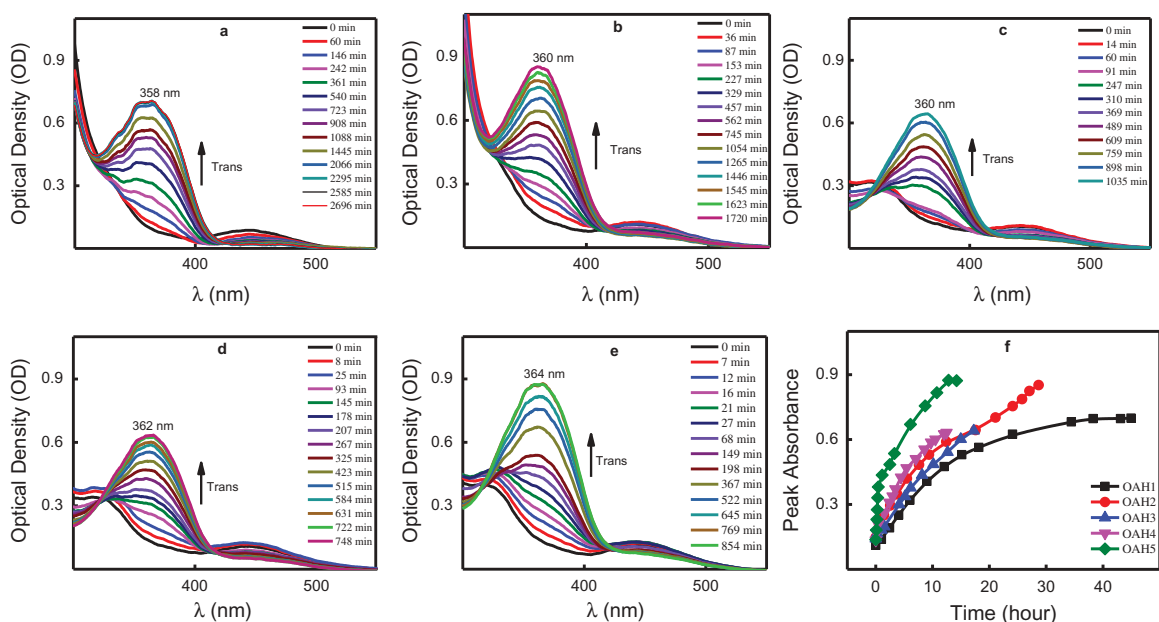 a
0 min
60 min
146 min
242 min
361 min
540 min
723 min
908 min
1088 min
1445 min
2066 min
2295 min
2585 min
2696 min
358 nm
Trans
0.9
0.6
0.3
400
500
Optical Density (OD)
λ (nm)
b
0 min
36 min
87 min
153 min
227 min
329 min
457 min
562 min
745 min
1054 min
1265 min
1446 min
1545 min
1623 min
1720 min
360 nm
Trans
0.9
0.6
0.3
400
500
Optical Density (OD)
λ (nm)
c
0 min
14 min
60 min
91 min
247 min
310 min
369 min
489 min
609 min
759 min
898 min
1035 min
360 nm
Trans
0.9
0.6
0.3
400
500
Optical Density (OD)
λ (nm)
d
0 min
8 min
25 min
93 min
145 min
178 min
207 min
267 min
325 min
423 min
515 min
584 min
631 min
722 min
748 min
362 nm
Trans
0.9
0.6
0.3
400
500
Optical Density (OD)
λ (nm)
e
0 min
7 min
12 min
16 min
21 min
27 min
68 min
149 min
198 min
367 min
522 min
645 min
769 min
854 min
364 nm
Trans
0.9
0.6
0.3
400
500
Optical Density (OD)
λ (nm)
f
0.9
0.6
0.3
OAH1
OAH2
OAH3
OAH4
OAH5
0
10
20
30
40
Peak Absorbance
Time (hour)